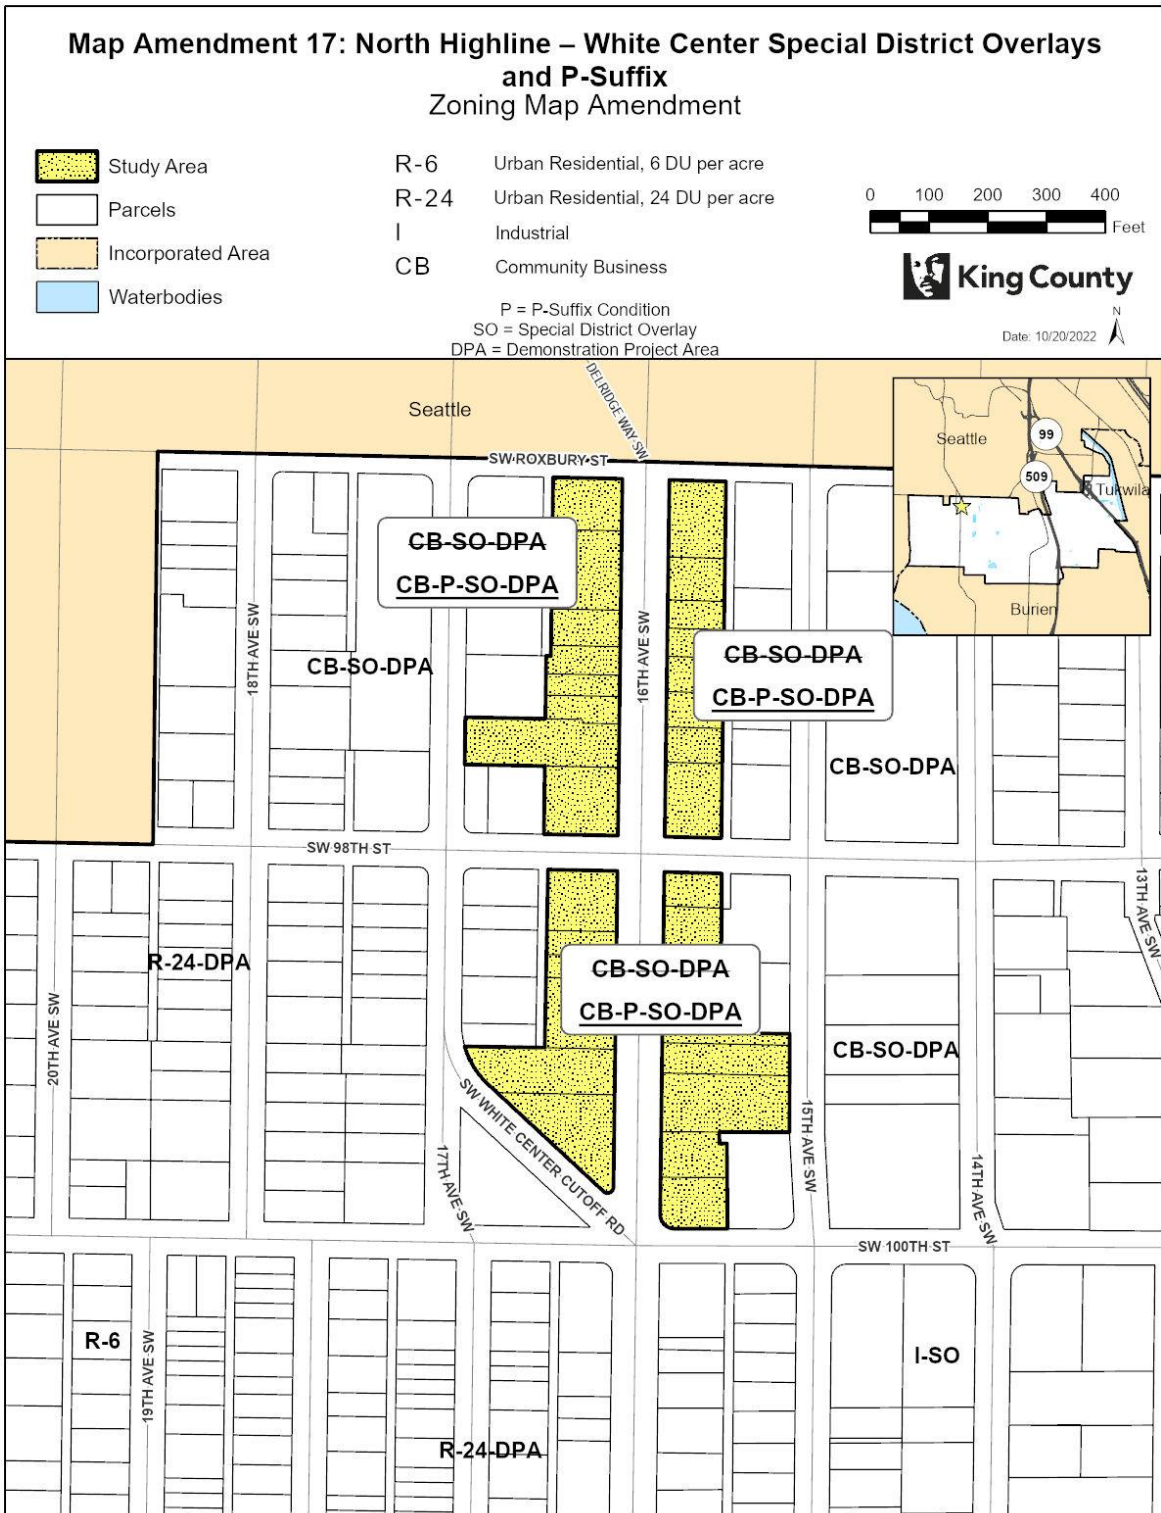 Map Amendment 17: North Highline – White Center Special District Overlays
and P-Suffix
Zoning Map Amendment
Study Area
Parcels
Incorporated Area
Waterbodies
R-6 Urban Residential, 6 DU per acre
R-24 Urban Residential, 24 DU per acre
I Industrial
CB Community Business
P = P-Suffix Condition
SO = Special District Overlay
DPA = Demonstration Project Area
0 100 200 300 400
Feet
King County
N
Date: 10/20/2022
Seattle
DELRIDGE WAY SW
SW ROXBURY ST
Seattle
99
509
Tukwila
Burien
CB-SO-DPA
CB-P-SO-DPA
18TH AVE SW
16TH AVE SW
CB-SO-DPA
CB-SO-DPA
CB-P-SO-DPA
CB-SO-DPA
SW 98TH ST
13TH AVE SW
R-24-DPA
CB-SO-DPA
CB-P-SO-DPA
20TH AVE SW
CB-SO-DPA
SW WHITE CENTER CUTOFF RD
15TH AVE SW
17TH AVE SW
14TH AVE SW
SW 100TH ST
R-6
19TH AVE SW
I-SO
R-24-DPA